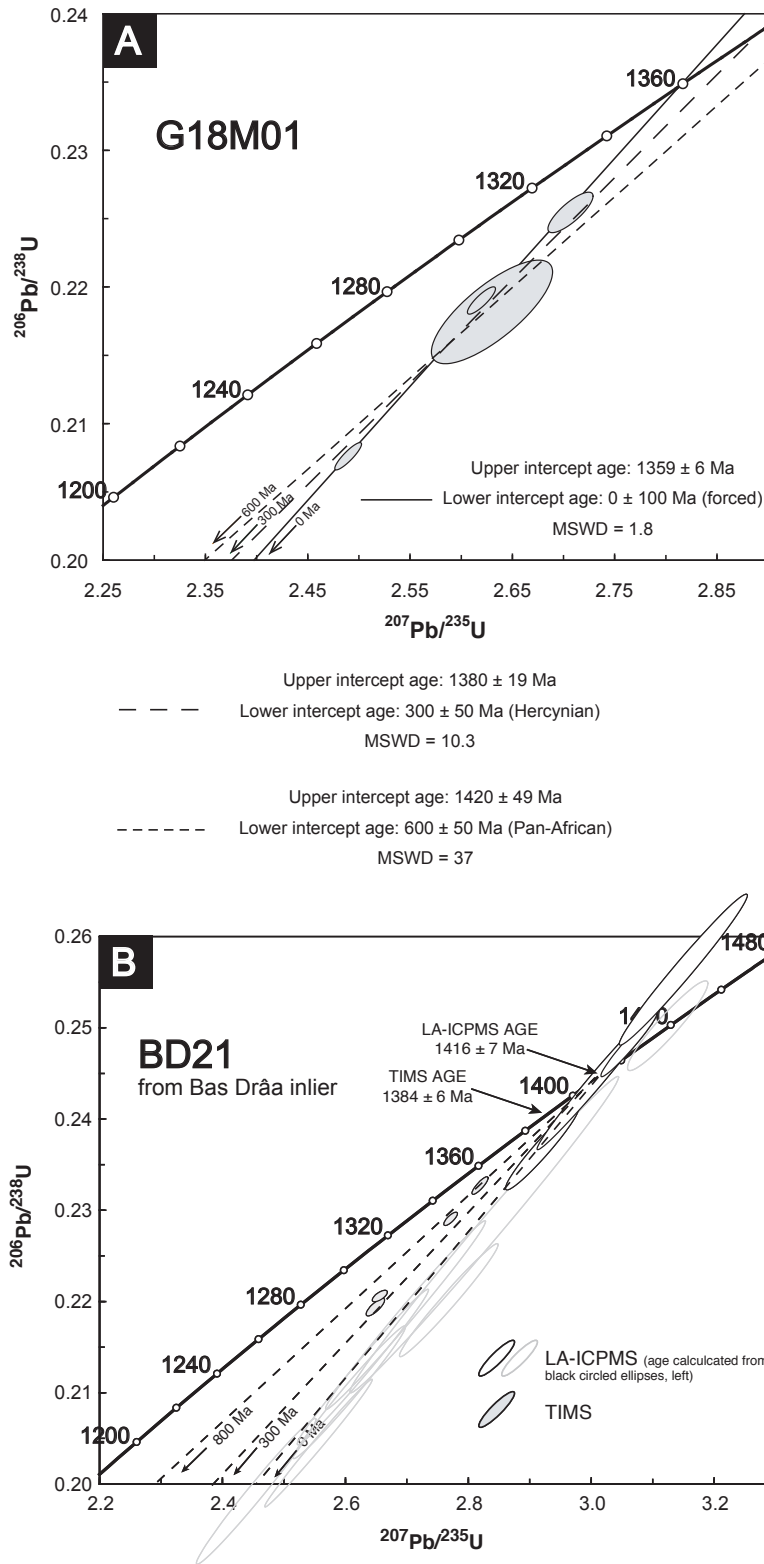 A
G18M01
0.24
0.23
0.22
0.21
0.20
206Pb/238U
1360
1320
1280
1240
1200
600 Ma
300 Ma
0 Ma
Upper intercept age: 1359 ± 6 Ma
Lower intercept age: 0 ± 100 Ma (forced)
MSWD = 1.8
2.25 2.35 2.45 2.55 2.65 2.75 2.85
207Pb/235U
Upper intercept age: 1380 ± 19 Ma
Lower intercept age: 300 ± 50 Ma (Hercynian)
MSWD = 10.3
Upper intercept age: 1420 ± 49 Ma
Lower intercept age: 600 ± 50 Ma (Pan-African)
MSWD = 37
B
BD21
from Bas Drâa inlier
0.26
0.25
0.24
0.23
0.22
0.21
0.20
206Pb/238U
1480
LA-ICPMS AGE
1416 ± 7 Ma
TIMS AGE
1384 ± 6 Ma
1400
1360
1320
1280
1240
1200
800 Ma
300 Ma
0 Ma
LA-ICPMS (age calculcated from
black circled ellipses, left)
TIMS
2.2 2.4 2.6 2.8 3.0 3.2
207Pb/235U